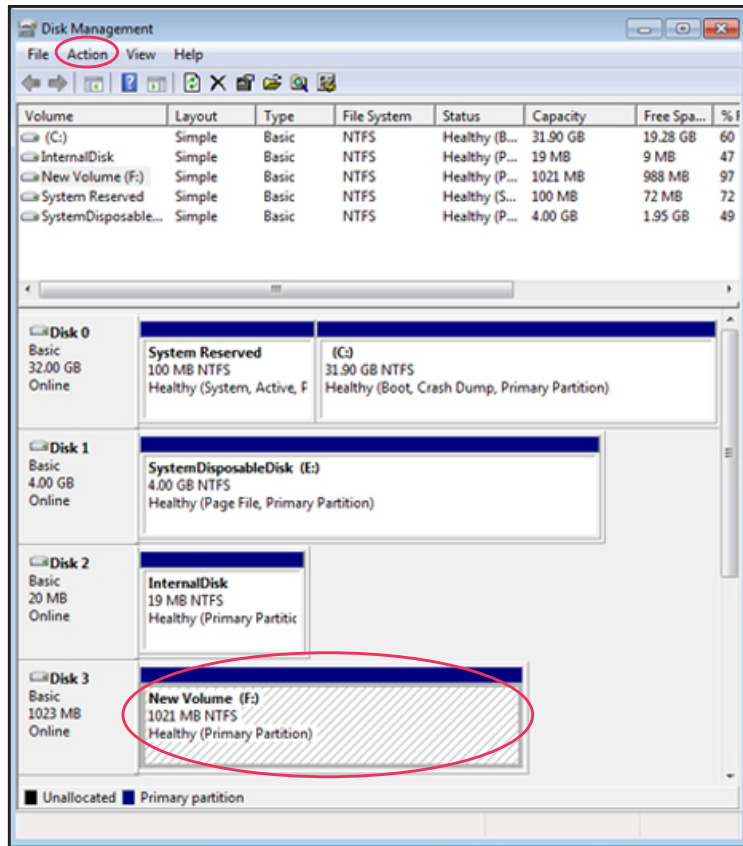 Disk Management
File Action View Help
Volume Layout Type File System Status Capacity Free Spa... % F
(C:) Simple Basic NTFS Healthy (B... 31.90 GB 19.28 GB 60
InternalDisk Simple Basic NTFS Healthy (P... 19 MB 9 MB 47
New Volume (F:) Simple Basic NTFS Healthy (P... 1021 MB 988 MB 97
System Reserved Simple Basic NTFS Healthy (S... 100 MB 72 MB 72
SystemDisposable... Simple Basic NTFS Healthy (P... 4.00 GB 1.95 GB 49
Disk 0
Basic
32.00 GB
Online
System Reserved
100 MB NTFS
Healthy (System, Active, P
(C:)
31.90 GB NTFS
Healthy (Boot, Crash Dump, Primary Partition)
Disk 1
Basic
4.00 GB
Online
SystemDisposableDisk (E:)
4.00 GB NTFS
Healthy (Page File, Primary Partition)
Disk 2
Basic
20 MB
Online
InternalDisk
19 MB NTFS
Healthy (Primary Partitic
Disk 3
Basic
1023 MB
Online
New Volume (F:)
1021 MB NTFS
Healthy (Primary Partition)
Unallocated Primary partition